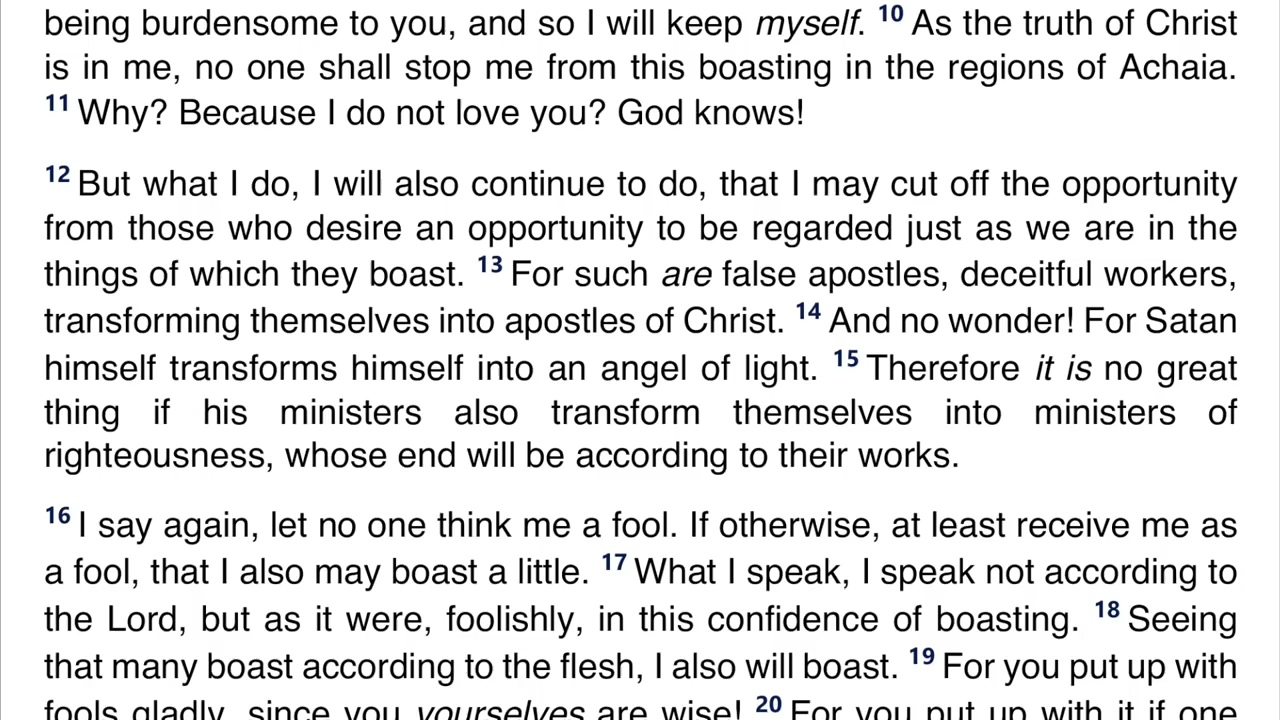 being burdensome to you, and so I will keep myself. 10 As the truth of Christ
is in me, no one shall stop me from this boasting in the regions of Achaia.
11 Why? Because I do not love you? God knows!
12 But what I do, I will also continue to do, that I may cut off the opportunity
from those who desire an opportunity to be regarded just as we are in the
things of which they boast. 13 For such are false apostles, deceitful workers,
transforming themselves into apostles of Christ. 14 And no wonder! For Satan
himself transforms himself into an angel of light. 15 Therefore it is no great
thing if his ministers also transform themselves into ministers of
righteousness, whose end will be according to their works.
16 I say again, let no one think me a fool. If otherwise, at least receive me as
a fool, that I also may boast a little. 17 What I speak, I speak not according to
the Lord, but as it were, foolishly, in this confidence of boasting. 18 Seeing
that many boast according to the flesh, I also will boast. 19 For you put up with
fools gladly, since you yourselves are wise! 20 For you put up with it if one